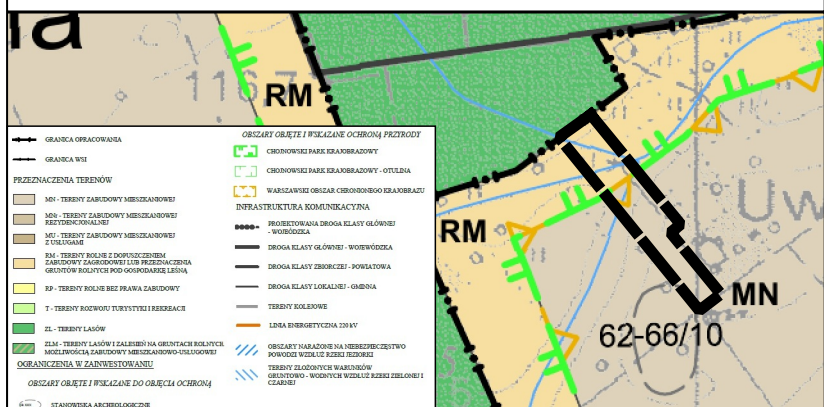 la
116,7
RM
GRANICA OPRACOWANIA
GRANICA WSI
PRZEZNACZENIA TERENÓW
MN - TERENY ZABUDOWY MIESZKANIOWEJ
MNr - TERENY ZABUDOWY MIESZKANIOWEJ
REZYDENCJONALNEJ
MU - TERENY ZABUDOWY MIESZKANIOWEJ
Z USŁUGAMI
RM - TERENY ROLNE Z DOPUSZCZENIEM
ZABUDOWY ZAGRODOWEJ LUB PRZEZNACZENIA
GRUNTÓW ROLNYCH POD GOSPODARKĘ LEŚNĄ
RP - TERENY ROLNE BEZ PRAWA ZABUDOWY
T - TERENY ROZWOJU TURYSTYKI I REKREACJI
ZL - TERENY LASÓW
ZLM - TERENY LASÓW I ZALESIEŃ NA GRUNTACH ROLNYCH
MOŻLIWOŚCIĄ ZABUDOWY MIESZKANIOWO-USŁUGOWEJ
OGRANICZENIA W ZAINWESTOWANIU
OBSZARY OBJĘTE I WSKAZANE DO OBJĘCIA OCHRONĄ
STANOWISKA ARCHEOLOGICZNE
OBSZARY OBJĘTE I WSKAZANE OCHRONĄ PRZYRODY
CHOJNOWSKI PARK KRAJOBRAZOWY
CHOJNOWSKI PARK KRAJOBRAZOWY - OTULINA
WARSZAWSKI OBSZAR CHRONIONEGO KRAJOBRAZU
INFRASTRUKTURA KOMUNIKACYJNA
PROJEKTOWANA DROGA KLASY GŁÓWNEJ
- WOJEWÓDZKA
DROGA KLASY GŁÓWNEJ - WOJEWÓDZKA
DROGA KLASY ZBIORCZEJ - POWIATOWA
DROGA KLASY LOKALNEJ - GMINNA
TERENY KOLEJOWE
LINIA ENERGETYCZNA 220 kV
OBSZARY NARAŻONE NA NIEBEZPIECZEŃSTWO
POWODZI WZDŁUŻ RZEKI JEZIORKI
TERENY ZŁOŻONYCH WARUNKÓW
GRUNTOWO - WODNYCH WZDŁUŻ RZEKI ZIELONEJ I
CZARNEJ
RM
Uw
MN
62-66/10